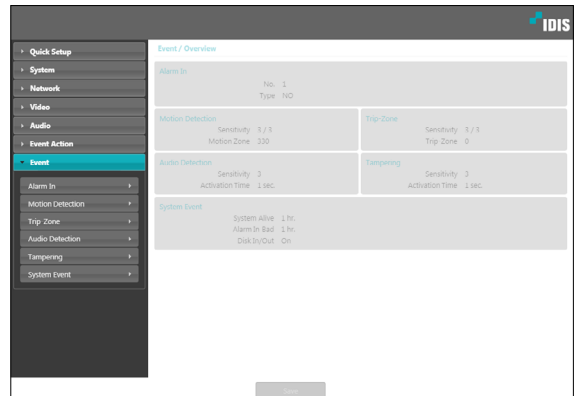 IDIS
Quick Setup
System
Network
Video
Audio
Event Action
Event
Alarm In
Motion Detection
Trip Zone
Audio Detection
Tampering
System Event
Event / Overview
Alarm In
No. 1
Type NO
Motion Detection
Sensitivity 3 / 3
Motion Zone 330
Trip-Zone
Sensitivity 3 / 3
Trip Zone 0
Audio Detection
Sensitivity 3
Activation Time 1 sec.
Tampering
Sensitivity 3
Activation Time 1 sec.
System Event
System Alive 1 hr.
Alarm In Bad 1 hr.
Disk In/Out On
Save